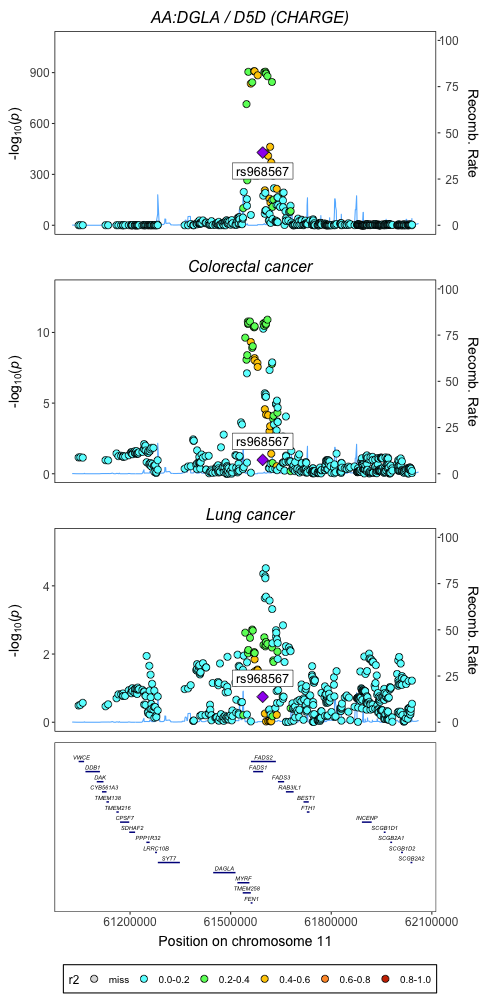 AA:DGLA / D5D (CHARGE)
-log10(p)
900
600
300
0
100
75
50
25
0
Recomb. Rate
rs968567
Colorectal cancer
-log10(p)
10
5
0
100
75
50
25
0
Recomb. Rate
rs968567
Lung cancer
-log10(p)
4
2
0
100
75
50
25
0
Recomb. Rate
rs968567
VWCE FADS2
DDB1 FADS1
DAK FADS3
CYB561A3 RAB3IL1
TMEM138 BEST1
TMEM216 FTH1
CPSF7 INCENP
SDHAF2 SCGB1D1
PPP1R32 SCGB2A1
LRRC10B SCGB1D2
SYT7 SCGB2A2
DAGLA
MYRF
TMEM258
FEN1
61200000 61500000 61800000 62100000
Position on chromosome 11
r2 miss 0.0-0.2 0.2-0.4 0.4-0.6 0.6-0.8 0.8-1.0